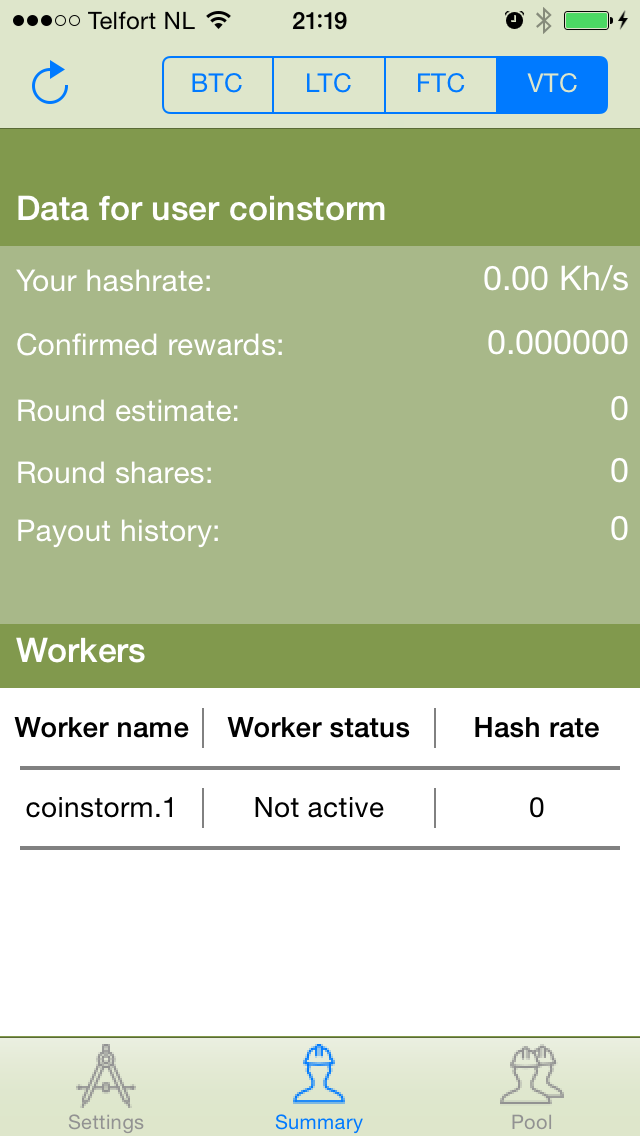 Telfort NL 21:19
BTC LTC FTC VTC
Data for user coinstorm
Your hashrate: 0.00 Kh/s
Confirmed rewards: 0.000000
Round estimate: 0
Round shares: 0
Payout history: 0
Workers
Worker name Worker status Hash rate
coinstorm.1 Not active 0
Settings Summary Pool